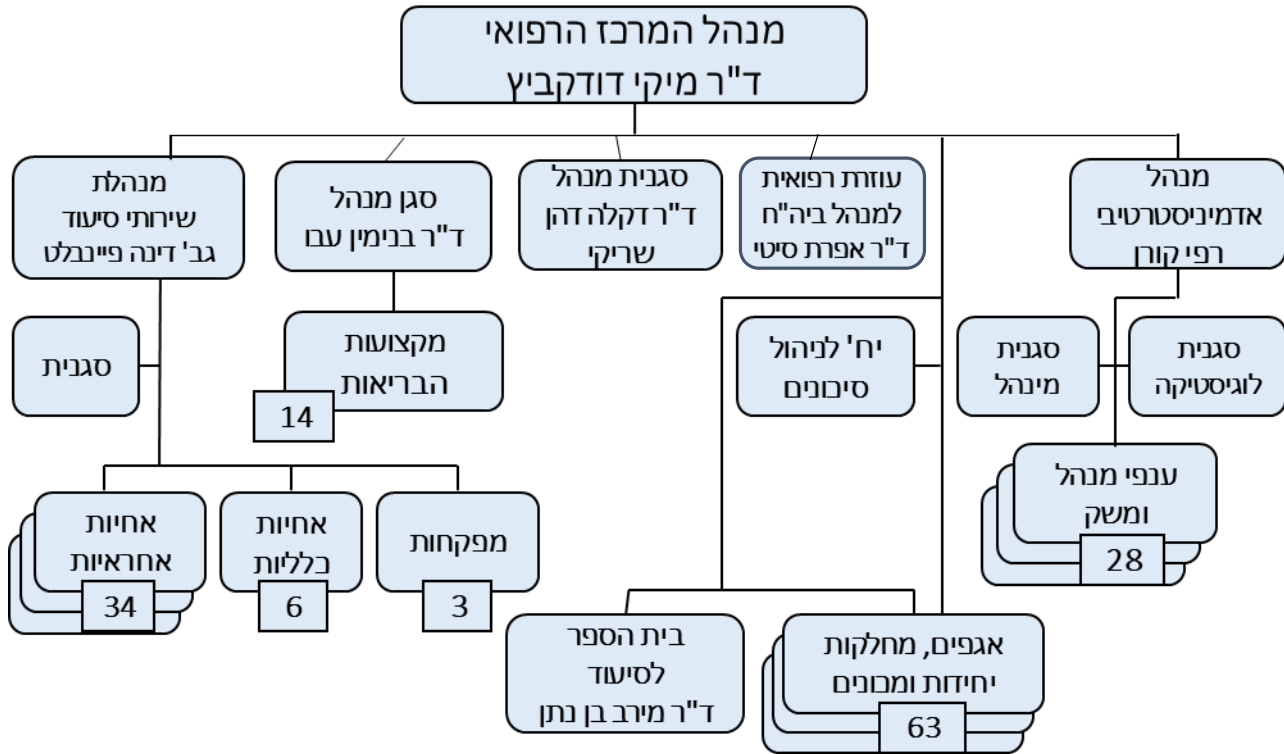 מנהל המרכז הרפואי
ד"ר מיקי דודקביץ
מנהלת
שירותי סיעוד
גב' דינה פיינבלט
סגן מנהל
ד"ר בנימין עבו
סגנית מנהל
ד"ר דקלה דהן
שריקי
עוזרת רפואית
למנהל ביה"ח
ד"ר אפרת סיטי
מנהל
אדמיניסטרטיבי
רפי קורן
סגנית
מקצועות
הבריאות
14
יח' לניהול
סיכונים
סגנית
מינהל
סגנית
לוגיסטיקה
אחיות
אחראיות
34
אחיות
כלליות
6
מפקחות
3
ענפי מנהל
ומשק
28
בית הספר
לסיעוד
ד"ר מירב בן נתן
אגפים, מחלקות
יחידות ומכונים
63